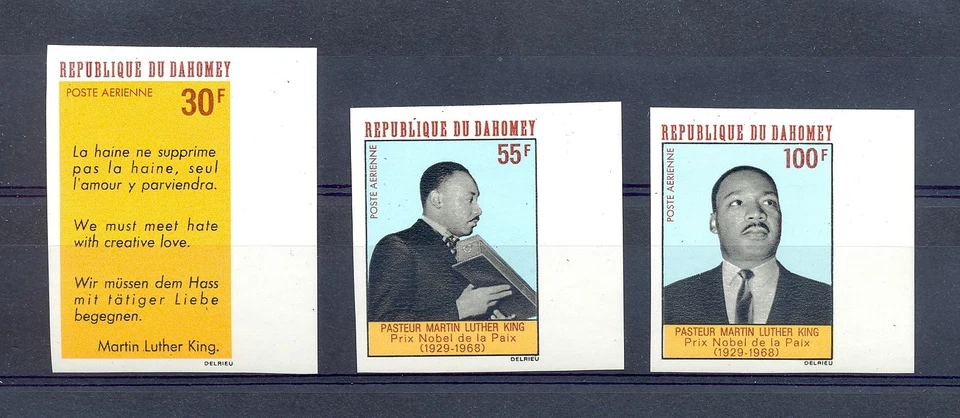 REPUBLIQUE DU DAHOMEY
POSTE AERIENNE
30F
La haine ne supprime
pas la haine, seul
l'amour y parviendra.
We must meet hate
with creative love.
Wir müssen dem Hass
mit tätiger Liebe
begegnen.
Martin Luther King.
DELRIEU
REPUBLIQUE DU DAHOMEY
POSTE AERIENNE
55F
PASTEUR MARTIN LUTHER KING
Prix Nobel de la Paix
(1929-1968)
DELRIEU
REPUBLIQUE DU DAHOMEY
POSTE AERIENNE
100F
PASTEUR MARTIN LUTHER KING
Prix Nobel de la Paix
(1929-1968)
DELRIEU